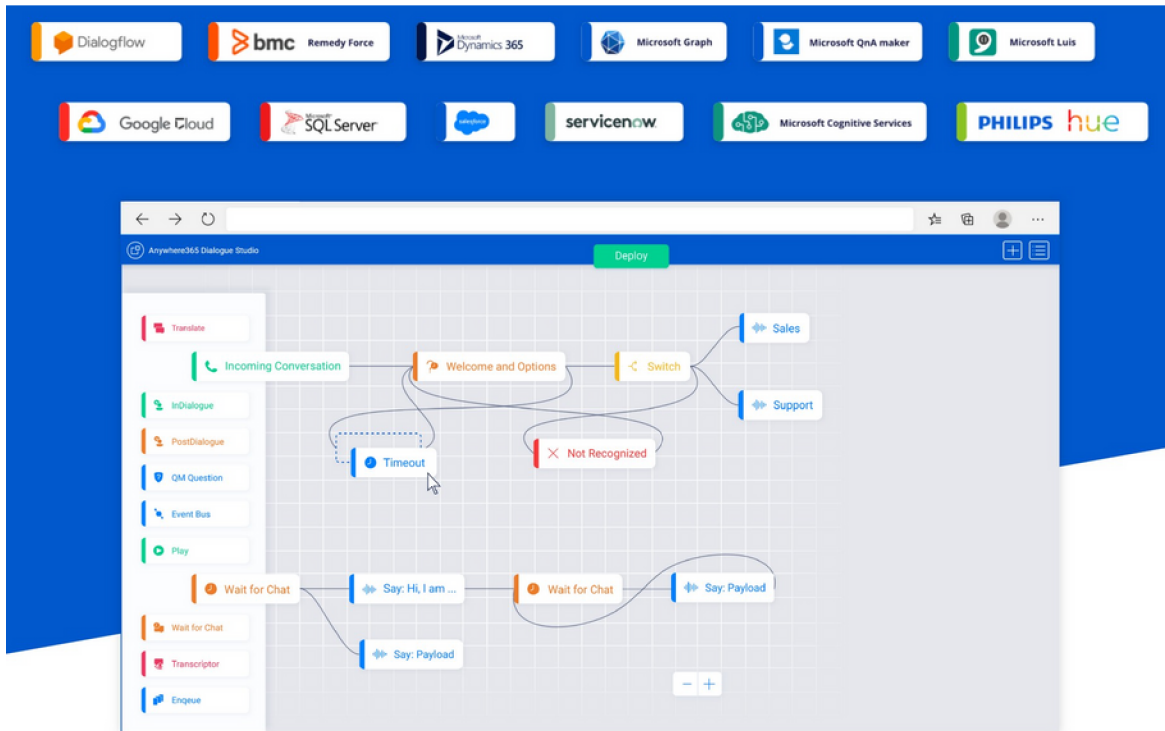 Dialogflow
bmc Remedy Force
Microsoft Dynamics 365
Microsoft Graph
Microsoft QnA maker
Microsoft Luis
Google Cloud
Microsoft SQL Server
salesforce
servicenow
Microsoft Cognitive Services
PHILIPS hue
Anywhere365 Dialogue Studio
Deploy
Translate
Incoming Conversation
Welcome and Options
Switch
Sales
Support
InDialogue
PostDialogue
Timeout
Not Recognized
QM Question
Event Bus
Play
Wait for Chat
Say: Hi, I am ...
Wait for Chat
Say: Payload
Wait for Chat
Say: Payload
Transcriptor
Enqeue